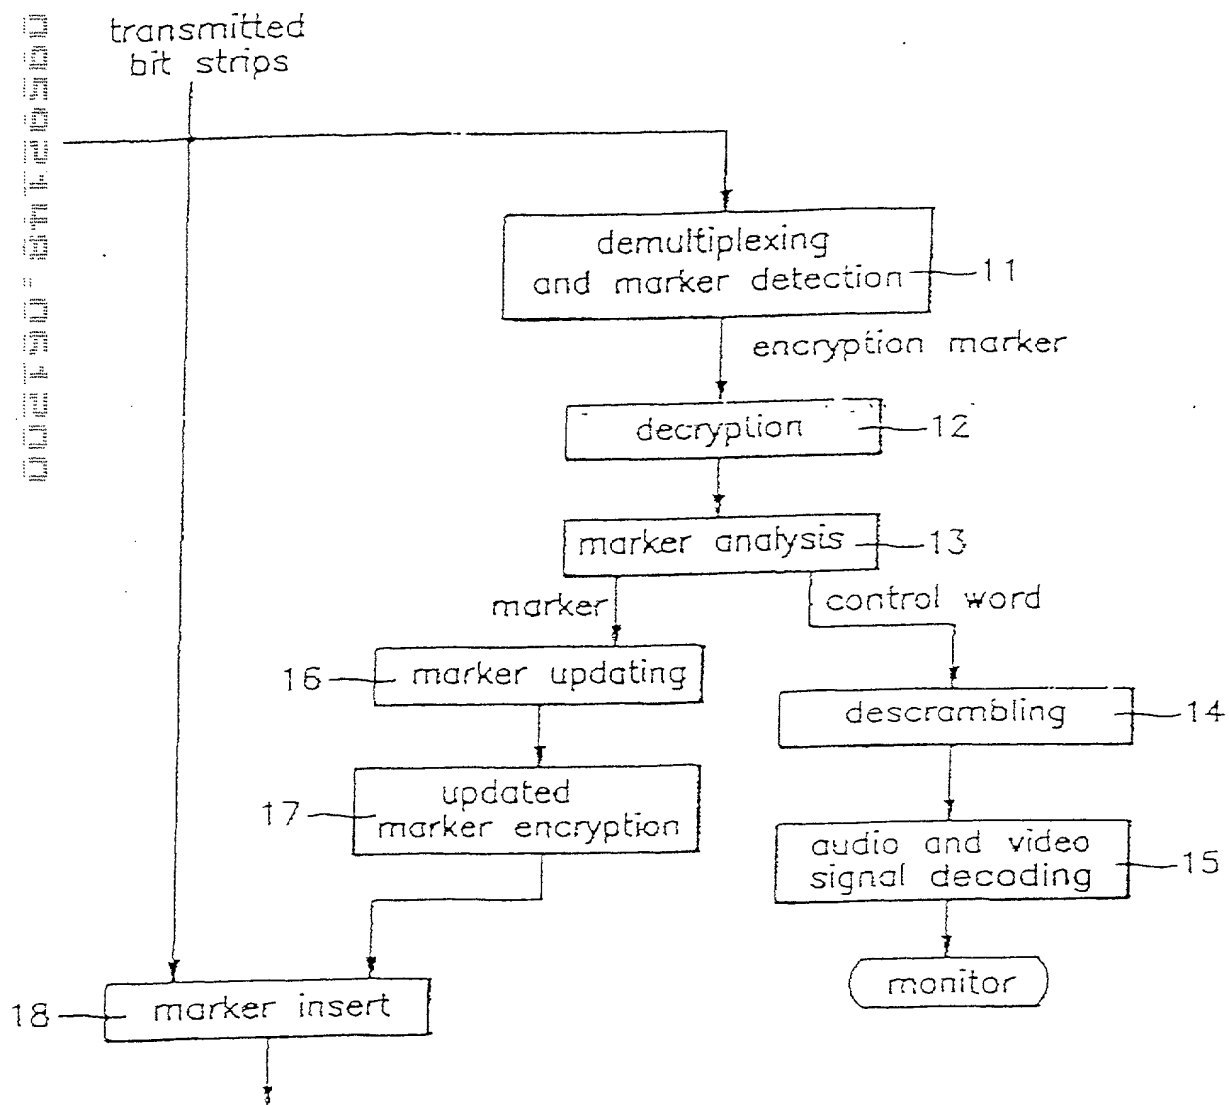 transmitted
bit strips
demultiplexing
and marker detection
11
encryption marker
decryption
12
marker analysis
13
marker
control word
16
marker updating
descrambling
14
17
updated
marker encryption
audio and video
signal decoding
15
monitor
18
marker insert